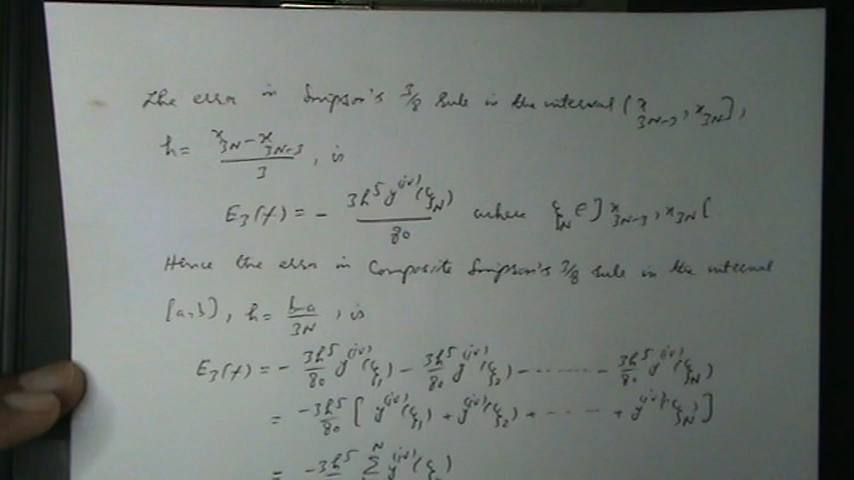 The error in Simpson's 3/8 rule in the interval [x_{3N-3}, x_{3N}],
h = (x_{3N} - x_{3N-3})/3, is
E_3(f) = - 3h^5 y^{(iv)}(ξ_N)/80 where ξ_N ∈ ]x_{3N-3}, x_{3N}[
Hence the error in Composite Simpson's 3/8 rule in the interval
[a,b], h = (b-a)/3N, is
E_3(f) = - 3h^5/80 y^{(iv)}(ξ_1) - 3h^5/80 y^{(iv)}(ξ_2) - ------- - 3h^5/80 y^{(iv)}(ξ_N)
= -3h^5/80 [ y^{(iv)}(ξ_1) + y^{(iv)}(ξ_2) + ---- + y^{(iv)}(ξ_N) ]
= -3h^5 Σ^N y^{(iv)}(ξ